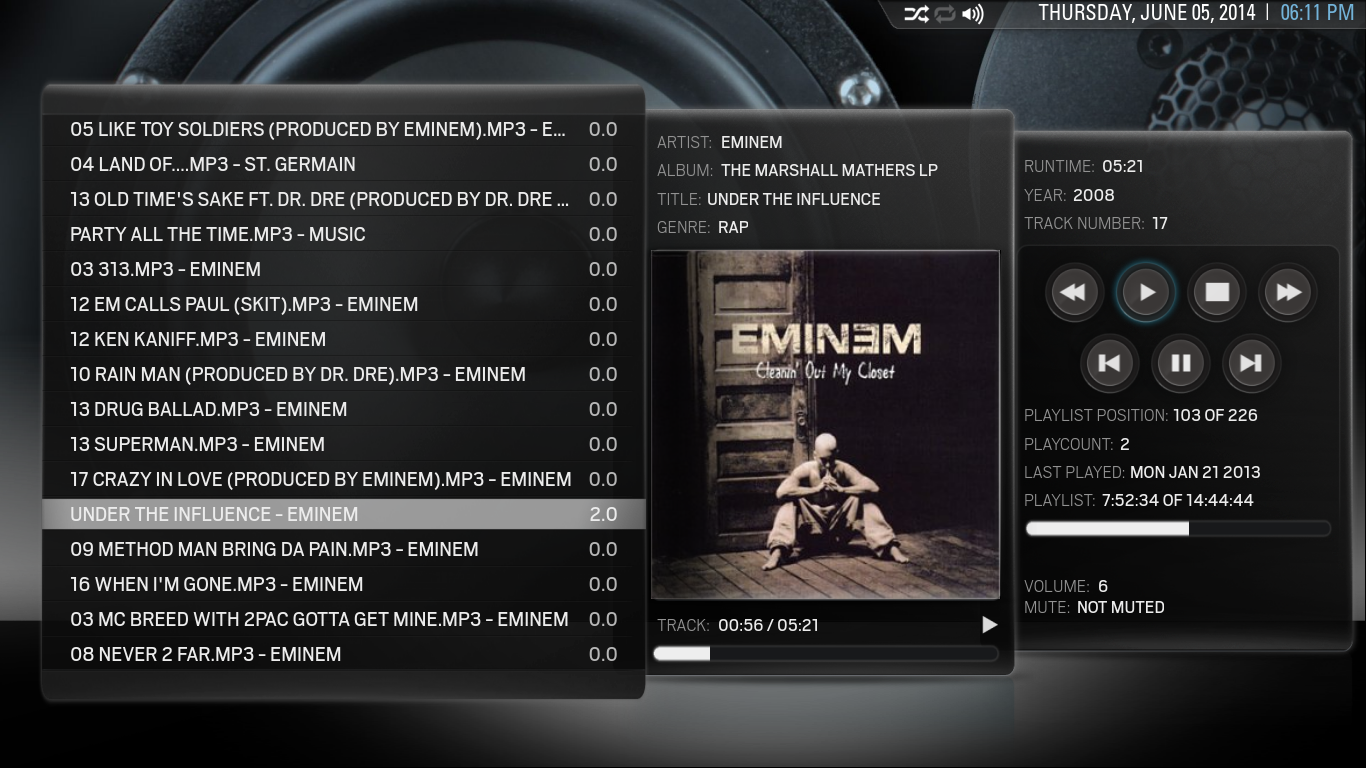 THURSDAY, JUNE 05, 2014 | 06:11 PM
05 LIKE TOY SOLDIERS (PRODUCED BY EMINEM).MP3 - E... 0.0
04 LAND OF....MP3 - ST. GERMAIN 0.0
13 OLD TIME'S SAKE FT. DR. DRE (PRODUCED BY DR. DRE ... 0.0
PARTY ALL THE TIME.MP3 - MUSIC 0.0
03 313.MP3 - EMINEM 0.0
12 EM CALLS PAUL (SKIT).MP3 - EMINEM 0.0
12 KEN KANIFF.MP3 - EMINEM 0.0
10 RAIN MAN (PRODUCED BY DR. DRE).MP3 - EMINEM 0.0
13 DRUG BALLAD.MP3 - EMINEM 0.0
13 SUPERMAN.MP3 - EMINEM 0.0
17 CRAZY IN LOVE (PRODUCED BY EMINEM).MP3 - EMINEM 0.0
UNDER THE INFLUENCE - EMINEM 2.0
09 METHOD MAN BRING DA PAIN.MP3 - EMINEM 0.0
16 WHEN I'M GONE.MP3 - EMINEM 0.0
03 MC BREED WITH 2PAC GOTTA GET MINE.MP3 - EMINEM 0.0
08 NEVER 2 FAR.MP3 - EMINEM 0.0
ARTIST: EMINEM
ALBUM: THE MARSHALL MATHERS LP
TITLE: UNDER THE INFLUENCE
GENRE: RAP
EMINEM
Cleanin' Out My Closet
TRACK: 00:56 / 05:21
RUNTIME: 05:21
YEAR: 2008
TRACK NUMBER: 17
PLAYLIST POSITION: 103 OF 226
PLAYCOUNT: 2
LAST PLAYED: MON JAN 21 2013
PLAYLIST: 7:52:34 OF 14:44:44
VOLUME: 6
MUTE: NOT MUTED